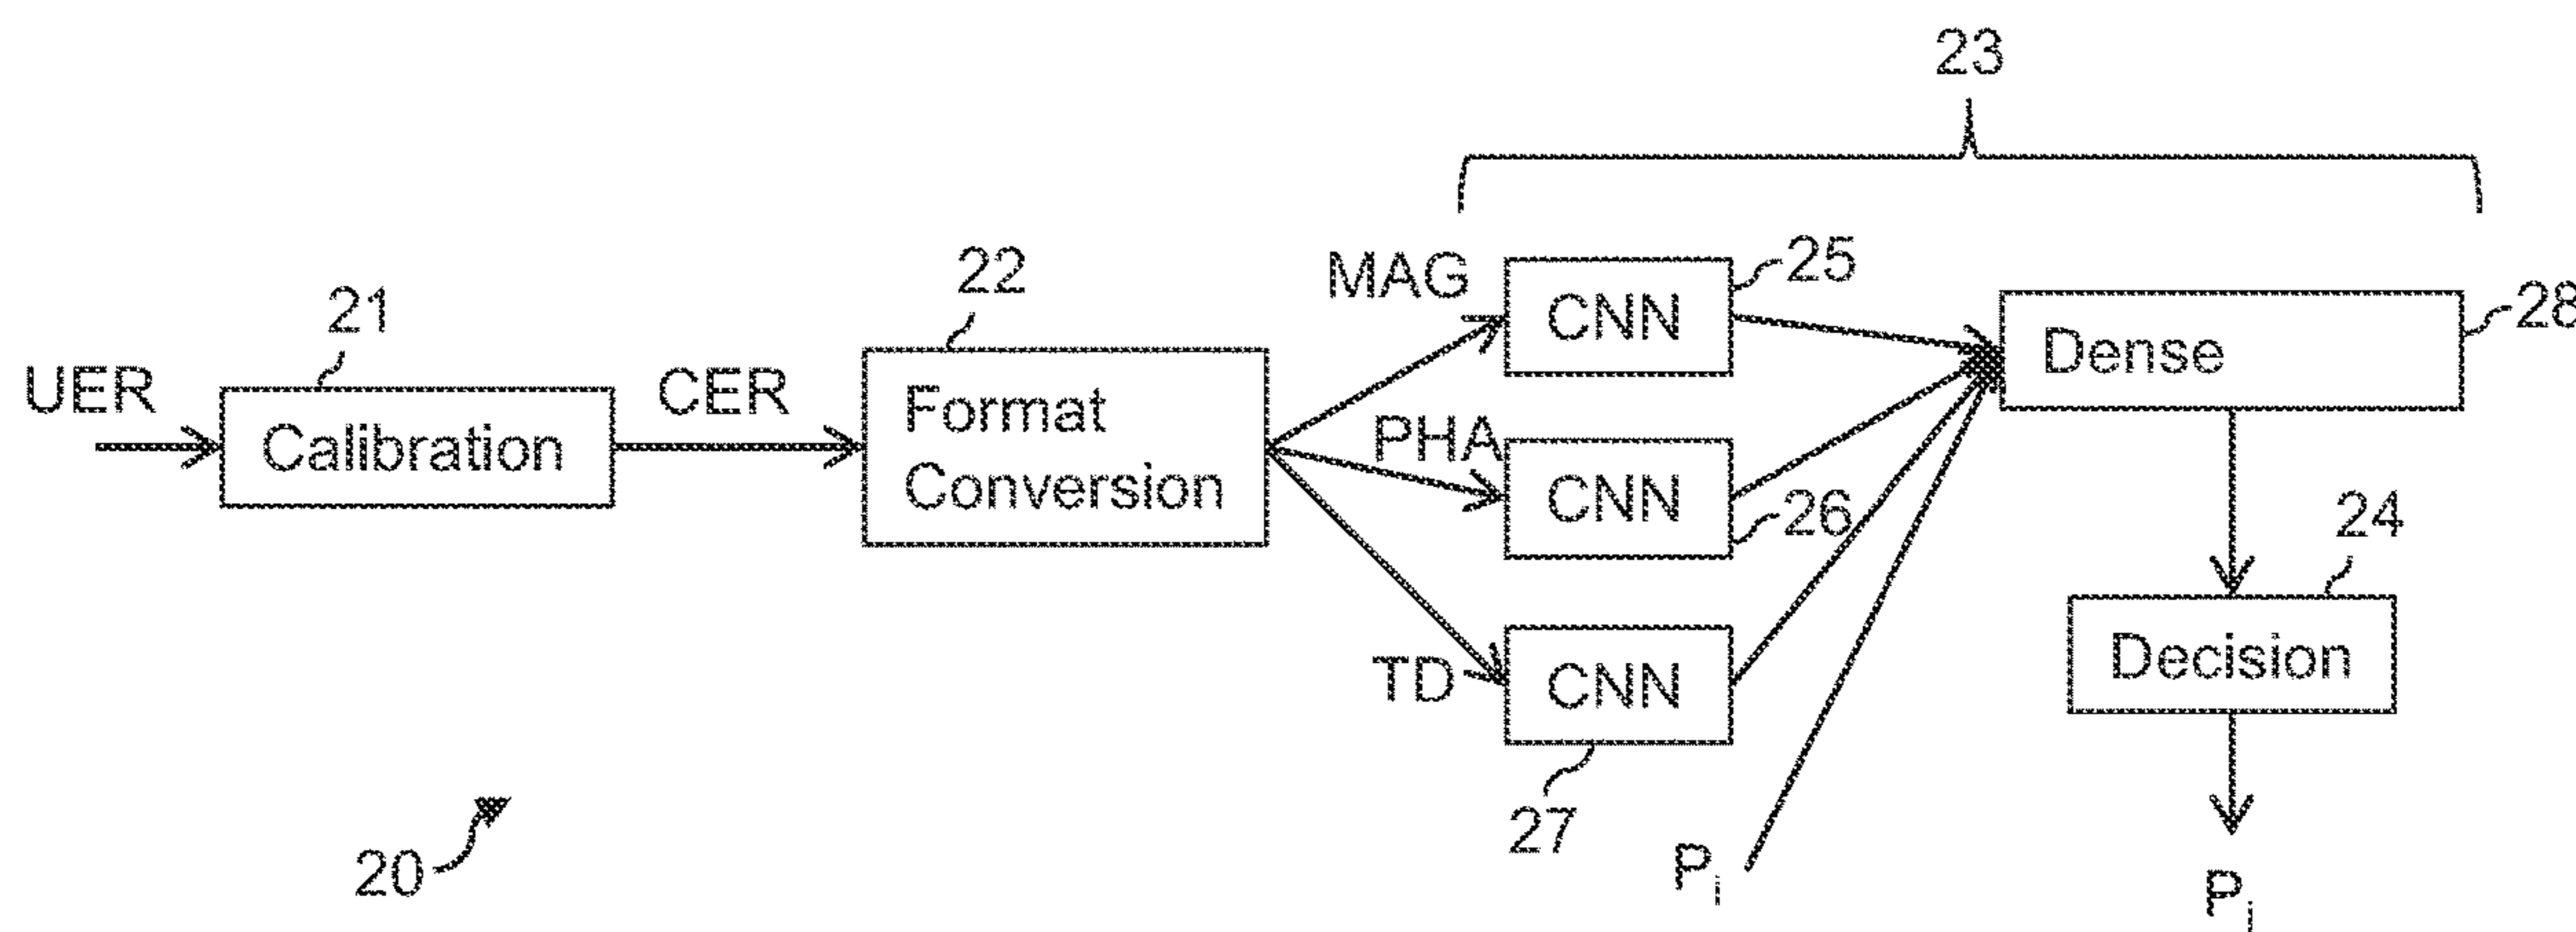 23
22
MAG
CNN
25
21
28
UER
CER
Format
Conversion
Dense
Calibration
PHA
CNN
26
24
TD
CNN
Decision
27
20
Pi
Pi